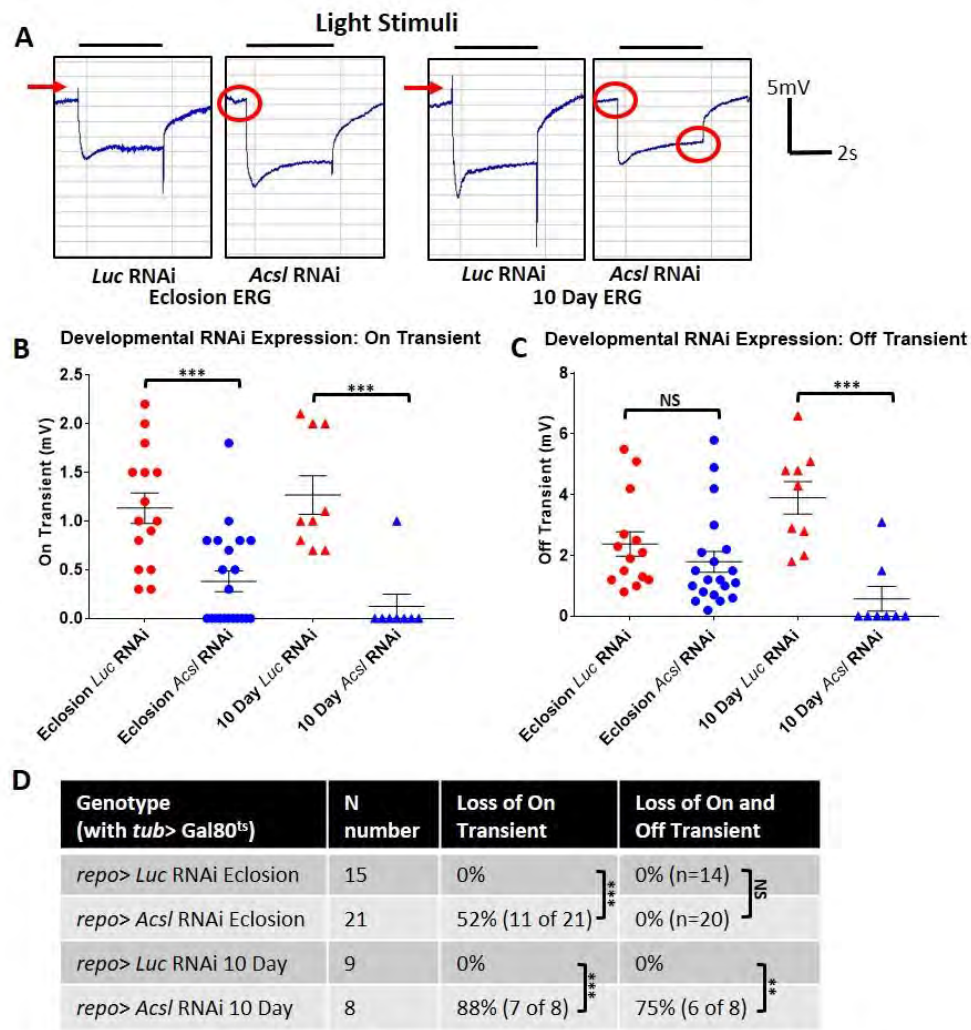 Light Stimuli
A
5mV
2s
Luc RNAi
Acsl RNAi
Luc RNAi
Acsl RNAi
Eclosion ERG
10 Day ERG
B
Developmental RNAi Expression: On Transient
***
***
On Transient (mV)
2.5
2.0
1.5
1.0
0.5
0.0
Eclosion Luc RNAi
Eclosion Acsl RNAi
10 Day Luc RNAi
10 Day Acsl RNAi
C
Developmental RNAi Expression: Off Transient
NS
***
Off Transient (mV)
8
6
4
2
0
Eclosion Luc RNAi
Eclosion Acsl RNAi
10 Day Luc RNAi
10 Day Acsl RNAi
D
Genotype (with tub> Gal80ts) N number Loss of On Transient Loss of On and Off Transient
repo> Luc RNAi Eclosion 15 0% 0% (n=14)
repo> Acsl RNAi Eclosion 21 52% (11 of 21) 0% (n=20)
*** NS
repo> Luc RNAi 10 Day 9 0% 0%
repo> Acsl RNAi 10 Day 8 88% (7 of 8) 75% (6 of 8)
*** **